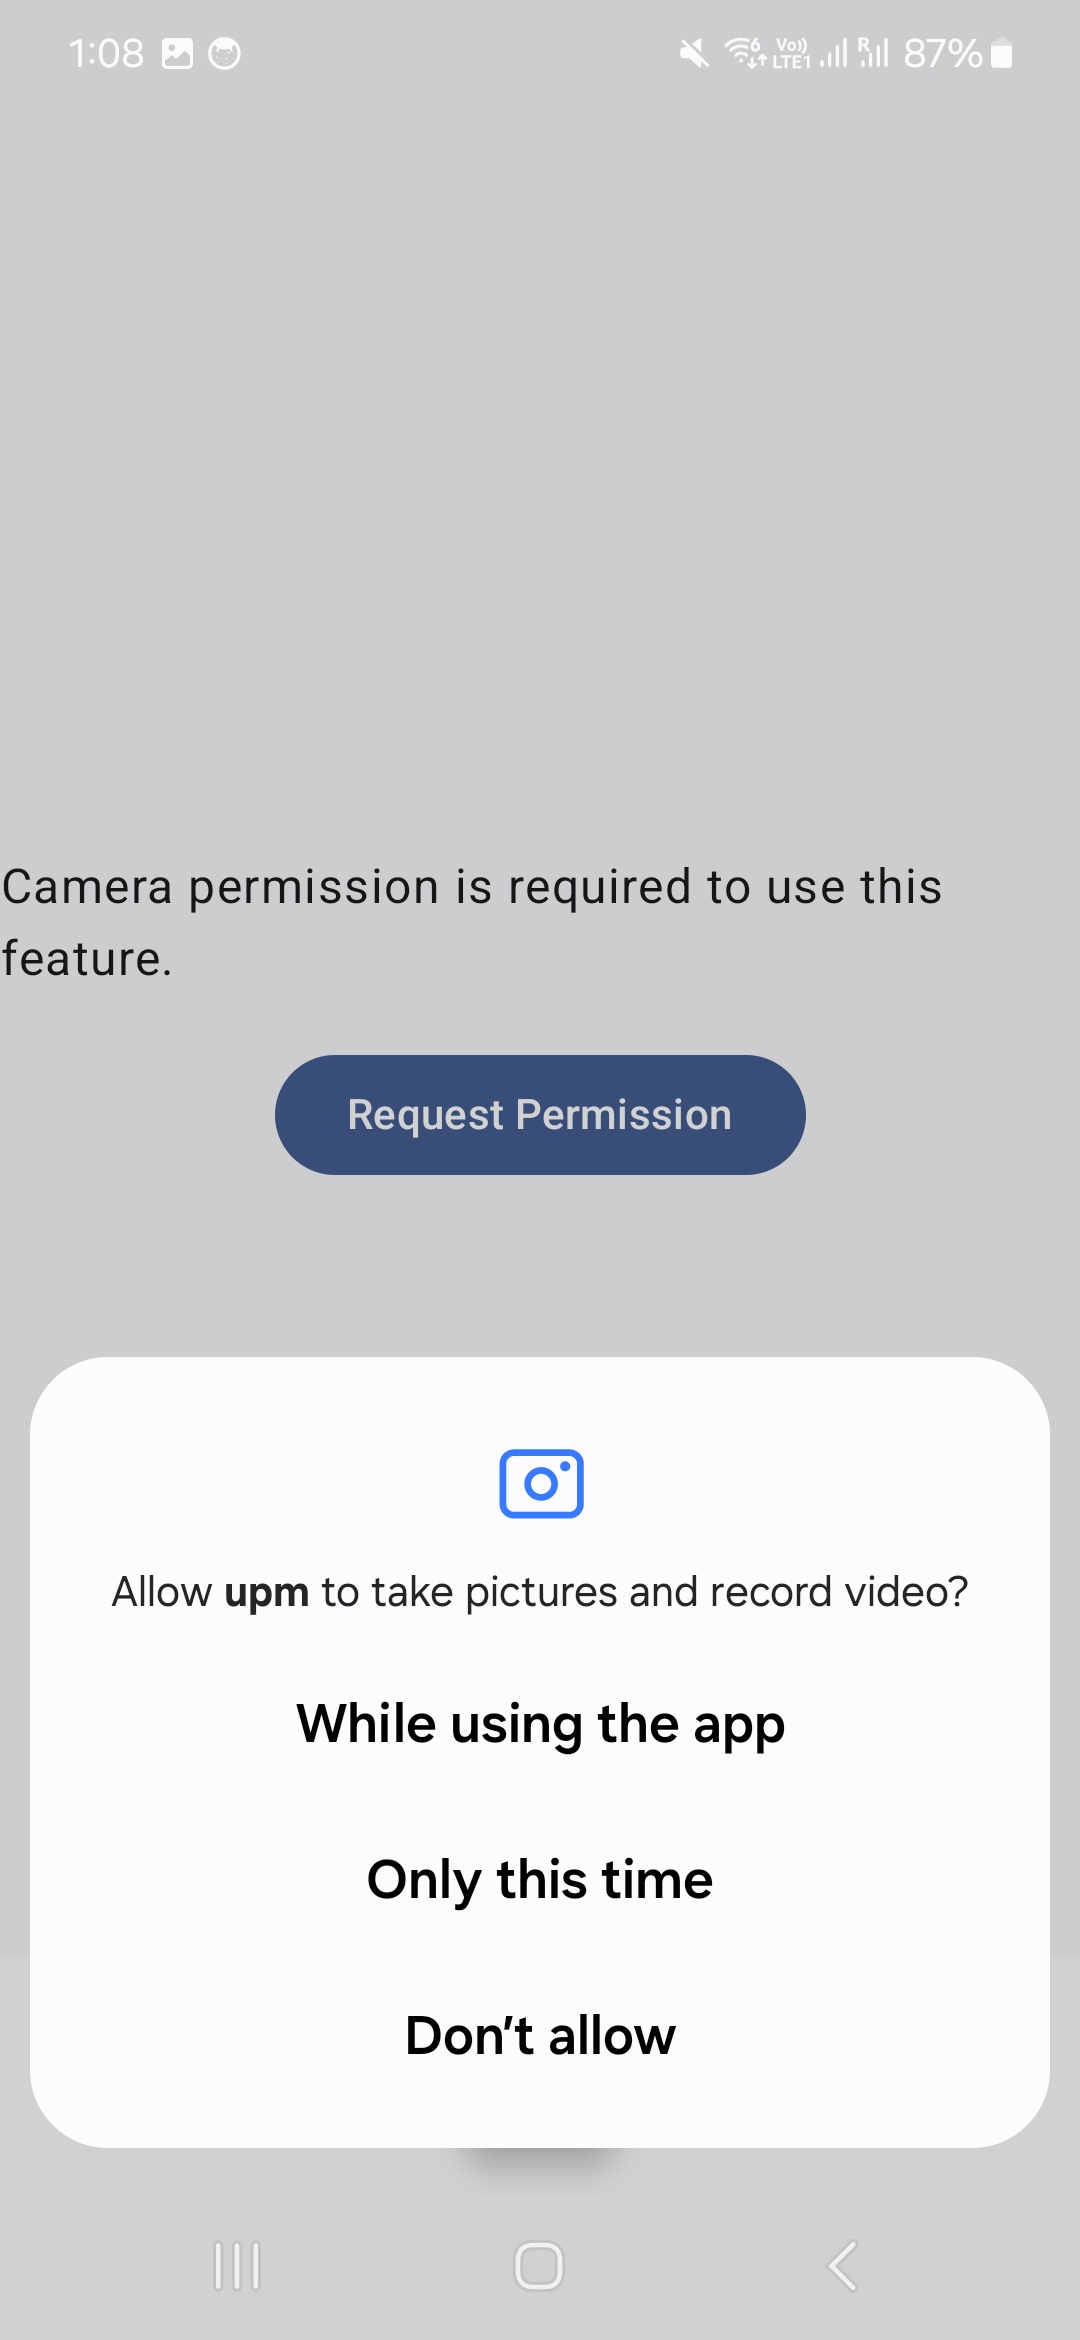 1:08
Vo)) LTE1 R 87%
Camera permission is required to use this
feature.
Request Permission
Allow upm to take pictures and record video?
While using the app
Only this time
Don't allow